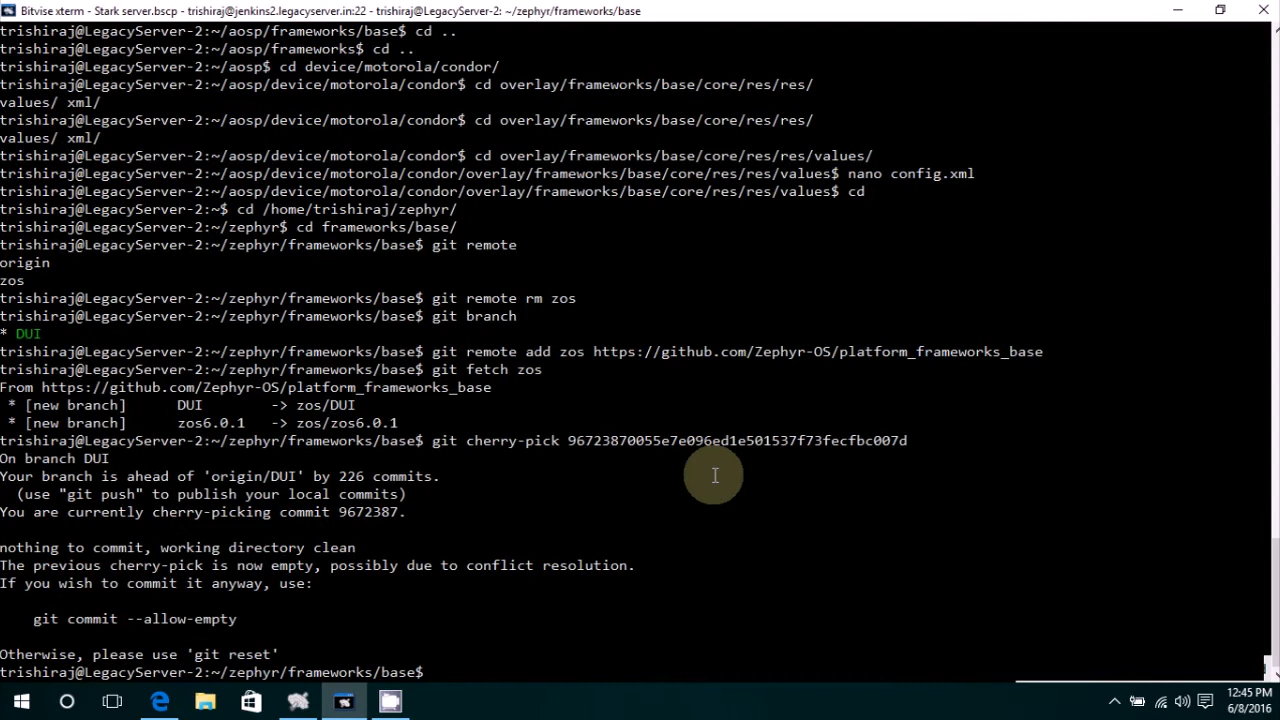 Bitvise xterm - Stark server.bscp - trishiraj@jenkins2.legacyserver.in:22 - trishiraj@LegacyServer-2: ~/zephyr/frameworks/base
trishiraj@LegacyServer-2:~/aosp/frameworks/base$ cd ..
trishiraj@LegacyServer-2:~/aosp/frameworks$ cd ..
trishiraj@LegacyServer-2:~/aosp$ cd device/motorola/condor/
trishiraj@LegacyServer-2:~/aosp/device/motorola/condor$ cd overlay/frameworks/base/core/res/res/
values/ xml/
trishiraj@LegacyServer-2:~/aosp/device/motorola/condor$ cd overlay/frameworks/base/core/res/res/
values/ xml/
trishiraj@LegacyServer-2:~/aosp/device/motorola/condor$ cd overlay/frameworks/base/core/res/res/values/
trishiraj@LegacyServer-2:~/aosp/device/motorola/condor/overlay/frameworks/base/core/res/res/values$ nano config.xml
trishiraj@LegacyServer-2:~/aosp/device/motorola/condor/overlay/frameworks/base/core/res/res/values$ cd
trishiraj@LegacyServer-2:~$ cd /home/trishiraj/zephyr/
trishiraj@LegacyServer-2:~/zephyr$ cd frameworks/base/
trishiraj@LegacyServer-2:~/zephyr/frameworks/base$ git remote
origin
zos
trishiraj@LegacyServer-2:~/zephyr/frameworks/base$ git remote rm zos
trishiraj@LegacyServer-2:~/zephyr/frameworks/base$ git branch
* DUI
trishiraj@LegacyServer-2:~/zephyr/frameworks/base$ git remote add zos https://github.com/Zephyr-OS/platform_frameworks_base
trishiraj@LegacyServer-2:~/zephyr/frameworks/base$ git fetch zos
From https://github.com/Zephyr-OS/platform_frameworks_base
 * [new branch]      DUI        -> zos/DUI
 * [new branch]      zos6.0.1   -> zos/zos6.0.1
trishiraj@LegacyServer-2:~/zephyr/frameworks/base$ git cherry-pick 96723870055e7e096ed1e501537f73fecfbc007d
On branch DUI
Your branch is ahead of 'origin/DUI' by 226 commits.
  (use "git push" to publish your local commits)
You are currently cherry-picking commit 9672387.
nothing to commit, working directory clean
The previous cherry-pick is now empty, possibly due to conflict resolution.
If you wish to commit it anyway, use:
    git commit --allow-empty
Otherwise, please use 'git reset'
trishiraj@LegacyServer-2:~/zephyr/frameworks/base$
12:45 PM
6/8/2016